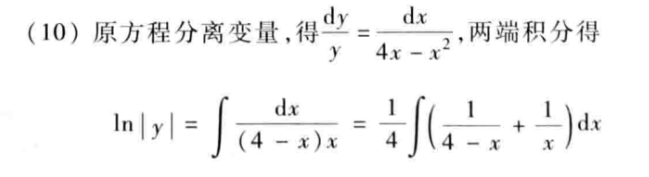 (10) 原方程分离变量,得dy/y = dx/(4x − x²),两端积分得
ln|y| = ∫ dx/((4 − x)x) = 1/4 ∫(1/(4 − x) + 1/x)dx